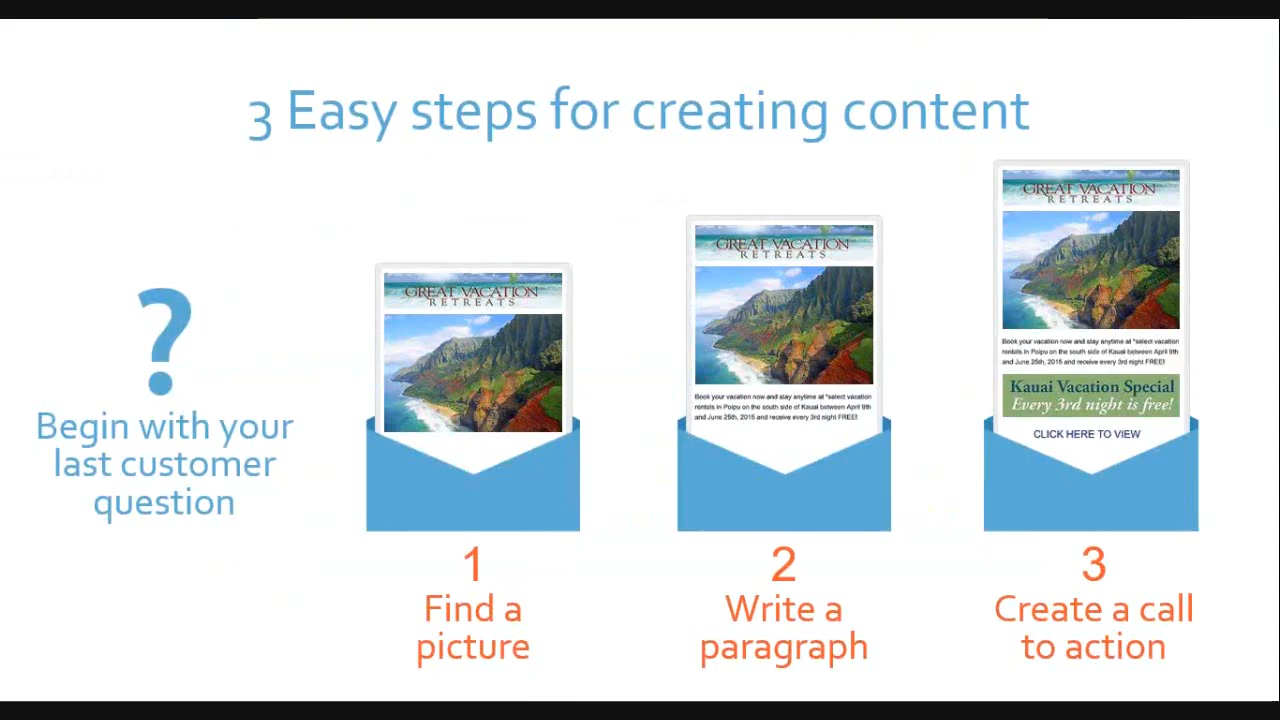 3 Easy steps for creating content
?
Begin with your
last customer
question
GREAT VACATION
RETREATS
1
Find a
picture
GREAT VACATION
RETREATS
Book your vacation now and stay anytime at *select vacation
rentals in Poipu on the south side of Kauai between April 9th
and June 25th, 2015 and receive every 3rd night FREE!
2
Write a
paragraph
GREAT VACATION
RETREATS
Book your vacation now and stay anytime at *select vacation
rentals in Poipu on the south side of Kauai between April 9th
and June 25th, 2015 and receive every 3rd night FREE!
Kauai Vacation Special
Every 3rd night is free!
CLICK HERE TO VIEW
3
Create a call
to action